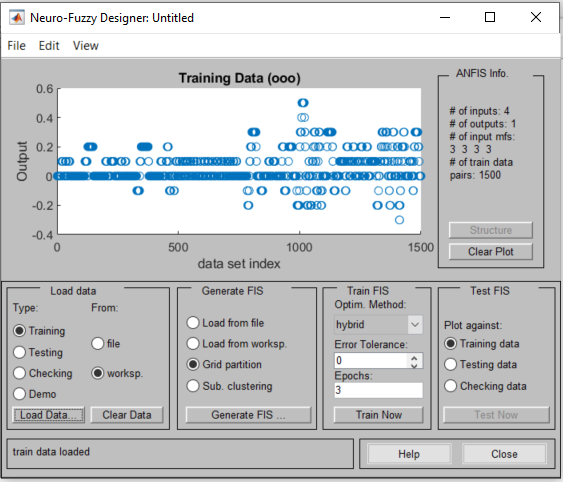 Neuro-Fuzzy Designer: Untitled
File Edit View
Training Data (ooo)
0.6
0.4
0.2
0
-0.2
-0.4
Output
0 500 1000 1500
data set index
ANFIS Info.
# of inputs: 4
# of outputs: 1
# of input mfs:
3 3 3 3
# of train data
pairs: 1500
Structure
Clear Plot
Load data
Type: From:
Training
Testing
Checking
Demo
file
worksp.
Load Data... Clear Data
Generate FIS
Load from file
Load from worksp.
Grid partition
Sub. clustering
Generate FIS ...
Train FIS
Optim. Method:
hybrid
Error Tolerance:
0
Epochs:
3
Train Now
Test FIS
Plot against:
Training data
Testing data
Checking data
Test Now
train data loaded
Help Close